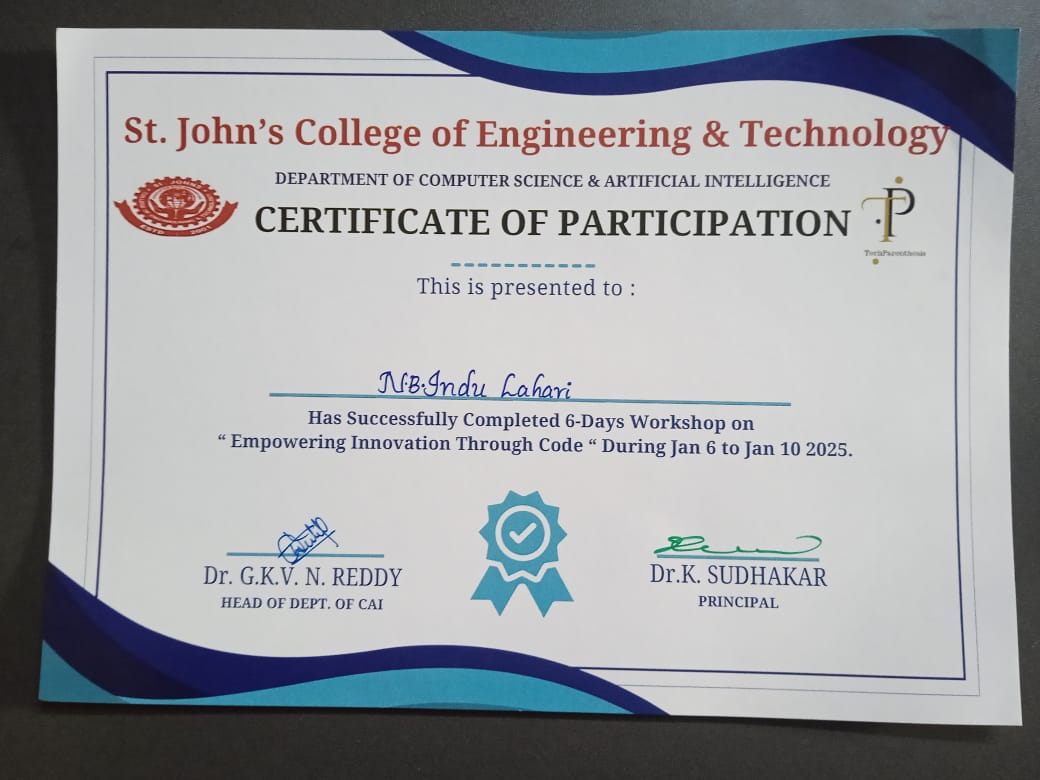 St. John’s College of Engineering & Technology
DEPARTMENT OF COMPUTER SCIENCE & ARTIFICIAL INTELLIGENCE
CERTIFICATE OF PARTICIPATION
ESTD 2001
TP
TechParenthesis
This is presented to :
N.B.Indu Lahari
Has Successfully Completed 6-Days Workshop on
“ Empowering Innovation Through Code “ During Jan 6 to Jan 10 2025.
Dr. G.K.V. N. REDDY
HEAD OF DEPT. OF CAI
Dr.K. SUDHAKAR
PRINCIPAL